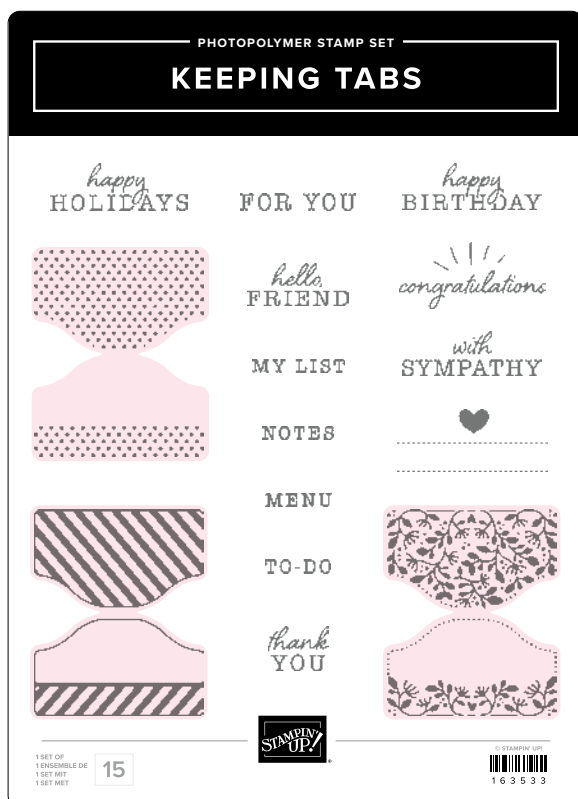 PHOTOPOLYMER STAMP SET
KEEPING TABS
happy
HOLIDAYS
FOR YOU
happy
BIRTHDAY
hello,
FRIEND
congratulations
MY LIST
with
SYMPATHY
NOTES
MENU
TO-DO
thank
YOU
STAMPIN'
UP!®
1 SET OF
1 ENSEMBLE DE
1 SET MIT
1 SET MET
15
© STAMPIN' UP!
163533